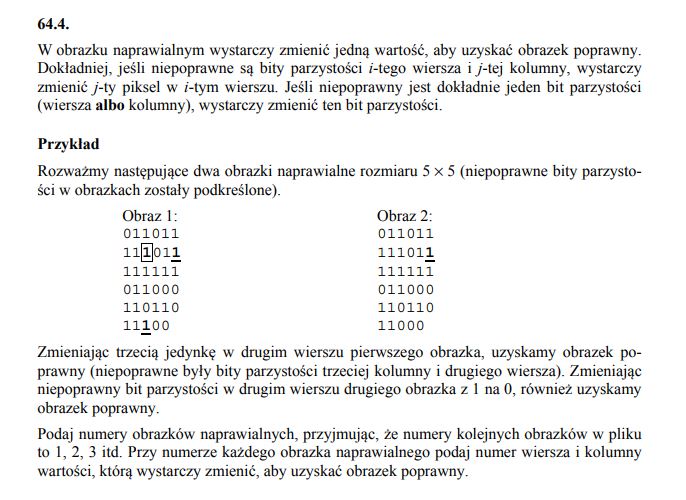 64.4.
W obrazku naprawialnym wystarczy zmienić jedną wartość, aby uzyskać obrazek poprawny.
Dokładniej, jeśli niepoprawne są bity parzystości i-tego wiersza i j-tej kolumny, wystarczy
zmienić j-ty piksel w i-tym wierszu. Jeśli niepoprawny jest dokładnie jeden bit parzystości
(wiersza albo kolumny), wystarczy zmienić ten bit parzystości.
Przykład
Rozważmy następujące dwa obrazki naprawialne rozmiaru 5 × 5 (niepoprawne bity parzysto-
ści w obrazkach zostały podkreślone).
Obraz 1: Obraz 2:
011011 011011
111011 111011
111111 111111
011000 011000
110110 110110
11100 11000
Zmieniając trzecią jedynkę w drugim wierszu pierwszego obrazka, uzyskamy obrazek po-
prawny (niepoprawne były bity parzystości trzeciej kolumny i drugiego wiersza). Zmieniając
niepoprawny bit parzystości w drugim wierszu drugiego obrazka z 1 na 0, również uzyskamy
obrazek poprawny.
Podaj numery obrazków naprawialnych, przyjmując, że numery kolejnych obrazków w pliku
to 1, 2, 3 itd. Przy numerze każdego obrazka naprawialnego podaj numer wiersza i kolumny
wartości, którą wystarczy zmienić, aby uzyskać obrazek poprawny.